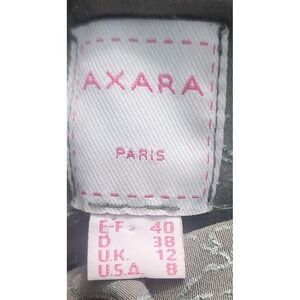 AXARA
PARIS
E-F 40
D 38
U.K. 12
U.S.A. 8